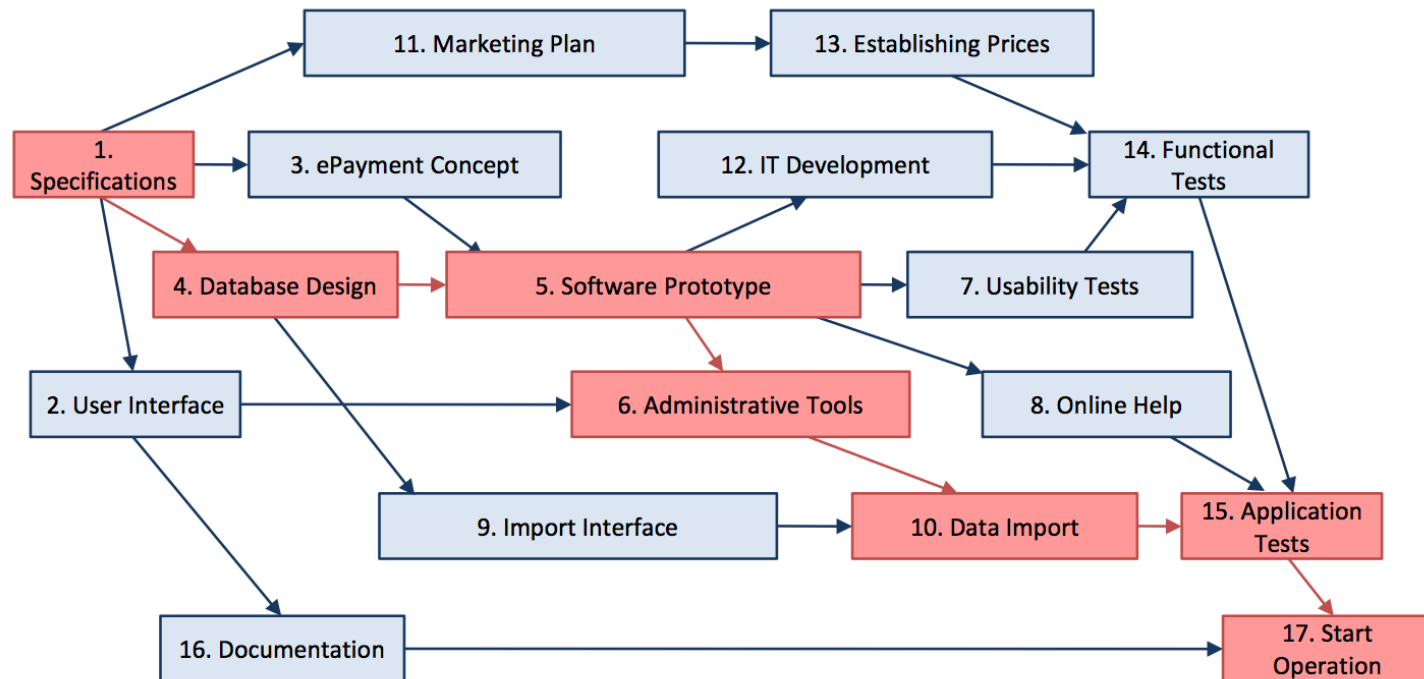 11. Marketing Plan
13. Establishing Prices
1.
Specifications
3. ePayment Concept
12. IT Development
14. Functional
Tests
4. Database Design
5. Software Prototype
7. Usability Tests
2. User Interface
6. Administrative Tools
8. Online Help
9. Import Interface
10. Data Import
15. Application
Tests
16. Documentation
17. Start
Operation